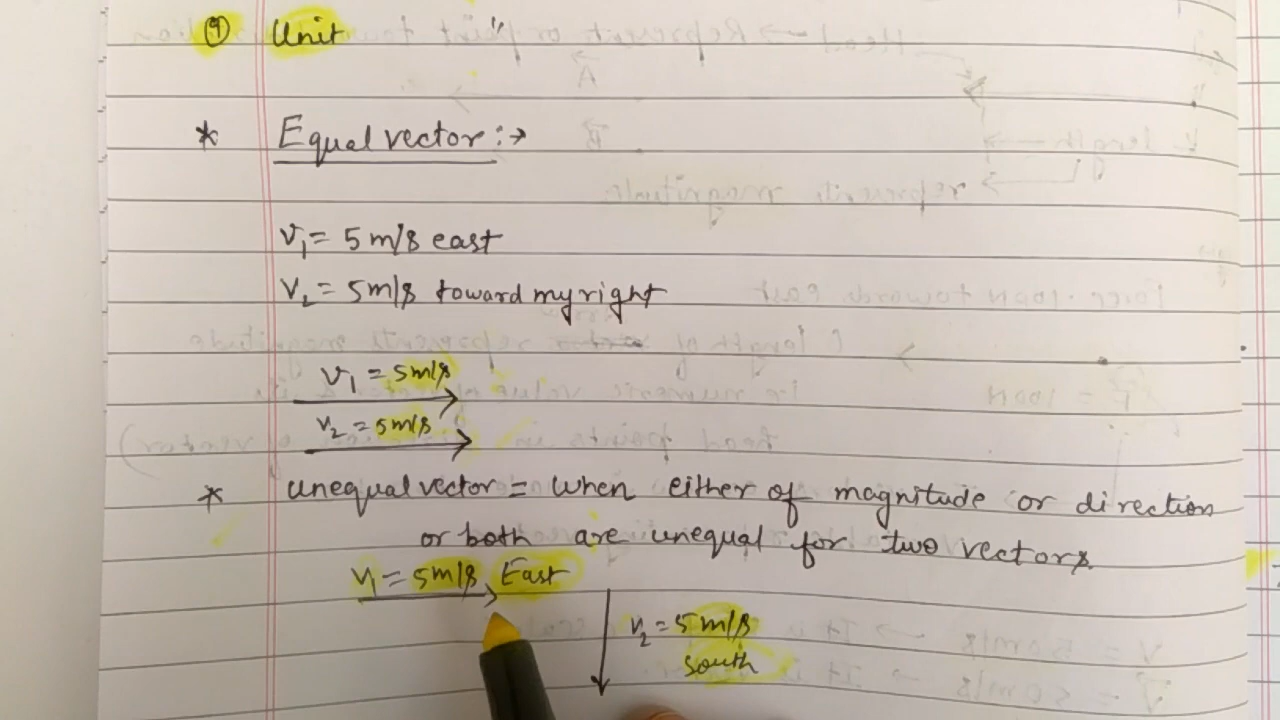 9 Unit "
* Equal vector :→
V₁ = 5 m/s east
V₂ = 5 m/s toward my right
V₁ = 5 m/s
V₂ = 5 m/s
* unequal vector = when either of magnitude or direction
or both are unequal for two vectors.
V₁ = 5 m/s East
V₂ = 5 m/s
south